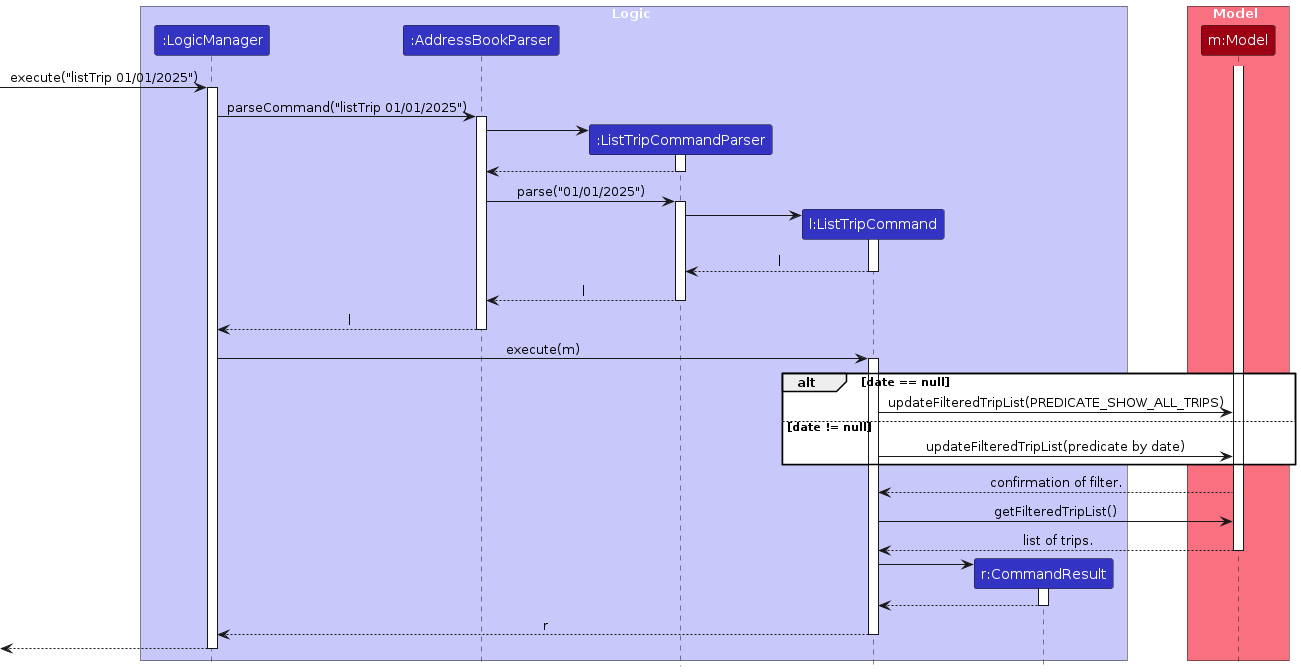 Logic
Model
:LogicManager
:AddressBookParser
m:Model
execute("listTrip 01/01/2025")
parseCommand("listTrip 01/01/2025")
:ListTripCommandParser
parse("01/01/2025")
l:ListTripCommand
l
l
l
execute(m)
alt
[date == null]
updateFilteredTripList(PREDICATE_SHOW_ALL_TRIPS)
[date != null]
updateFilteredTripList(predicate by date)
confirmation of filter.
getFilteredTripList()
list of trips.
r:CommandResult
r